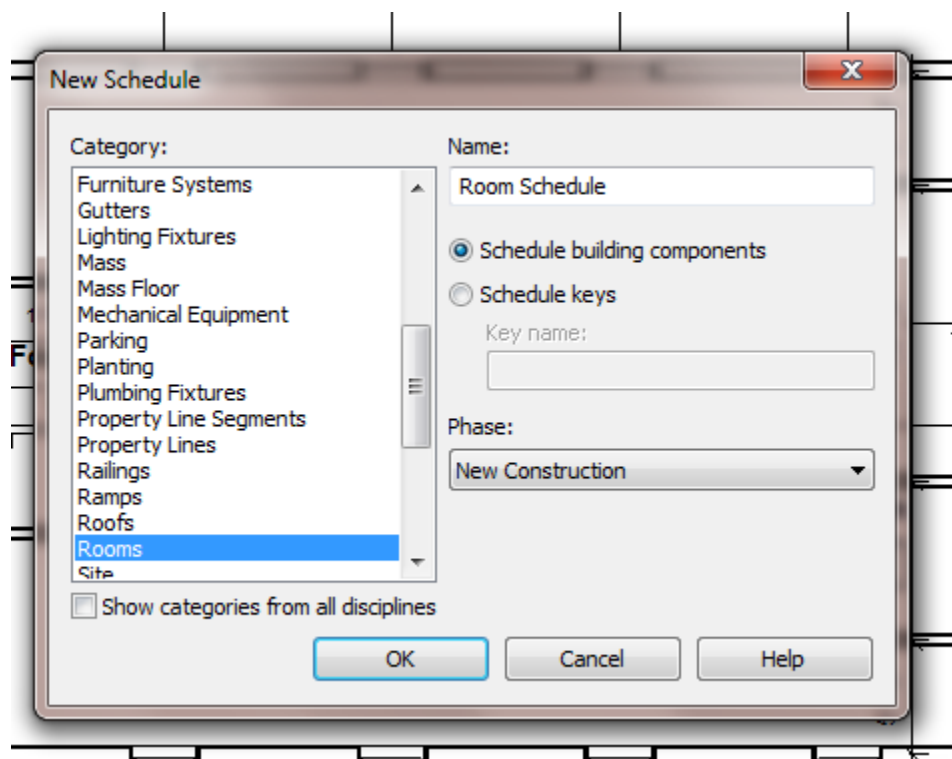 New Schedule
Category:
Furniture Systems
Gutters
Lighting Fixtures
Mass
Mass Floor
Mechanical Equipment
Parking
Planting
Plumbing Fixtures
Property Line Segments
Property Lines
Railings
Ramps
Roofs
Rooms
Site
Show categories from all disciplines
Name:
Room Schedule
Schedule building components
Schedule keys
Key name:
Phase:
New Construction
OK
Cancel
Help